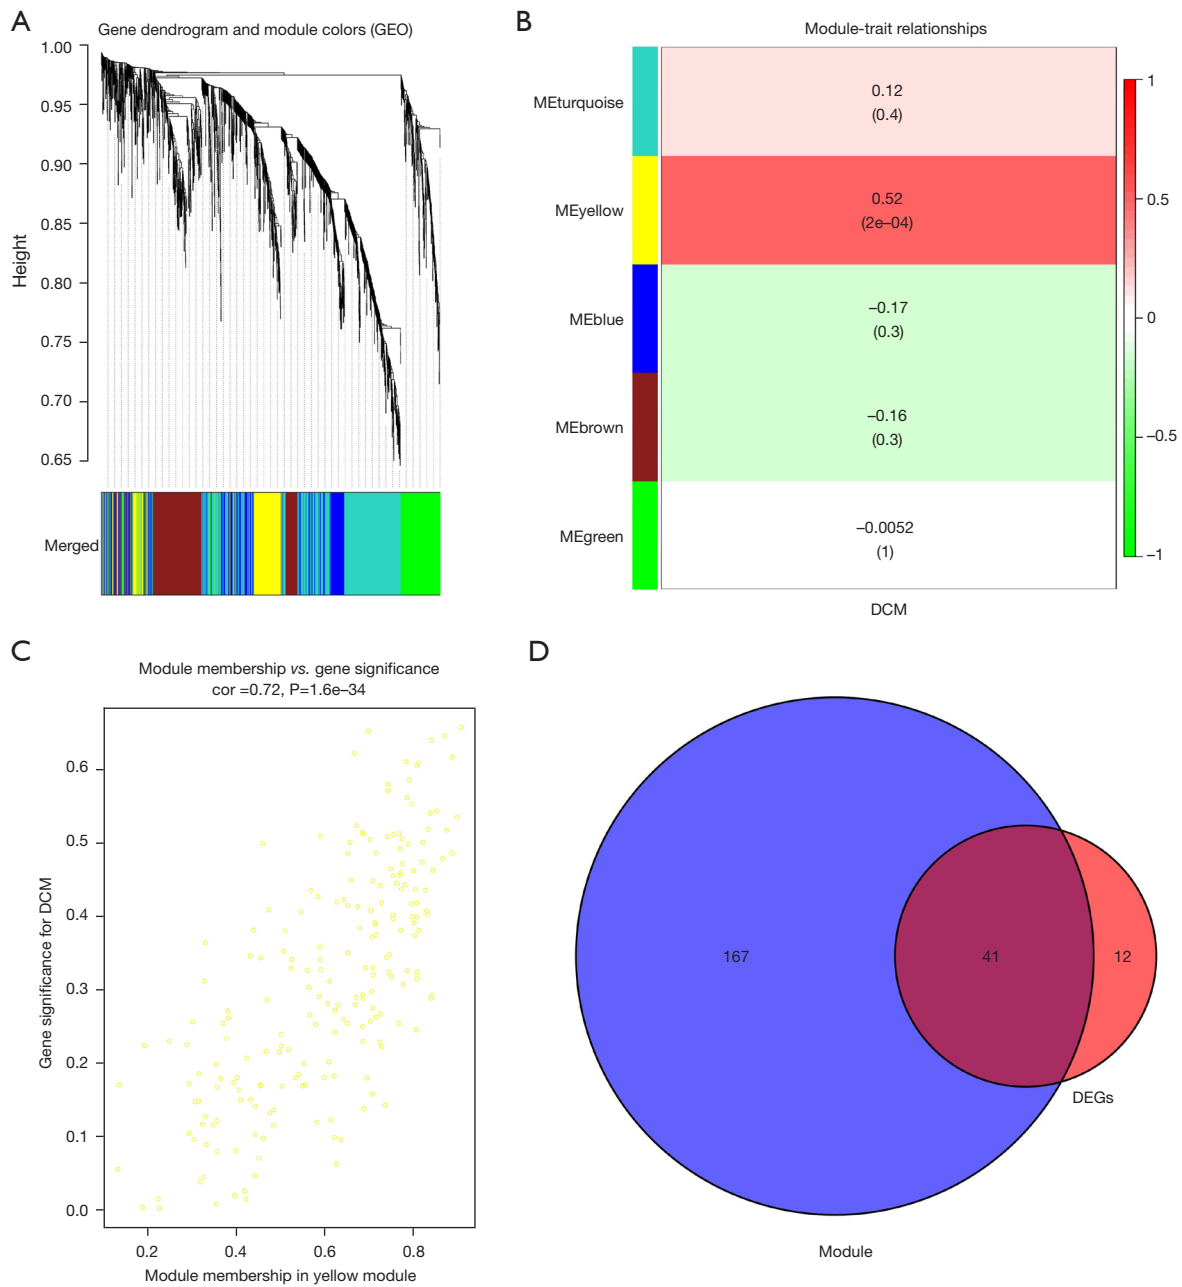 A
Gene dendrogram and module colors (GEO)
1.00
0.95
0.90
0.85
0.80
0.75
0.70
0.65
Height
Merged
B
Module-trait relationships
MEturquoise
0.12
(0.4)
MEyellow
0.52
(2e–04)
MEblue
–0.17
(0.3)
MEbrown
–0.16
(0.3)
MEgreen
–0.0052
(1)
DCM
1
0.5
0
–0.5
–1
C
Module membership vs. gene significance
cor =0.72, P=1.6e–34
0.6
0.5
0.4
0.3
0.2
0.1
0.0
Gene significance for DCM
0.2
0.4
0.6
0.8
Module membership in yellow module
D
167
41
12
DEGs
Module